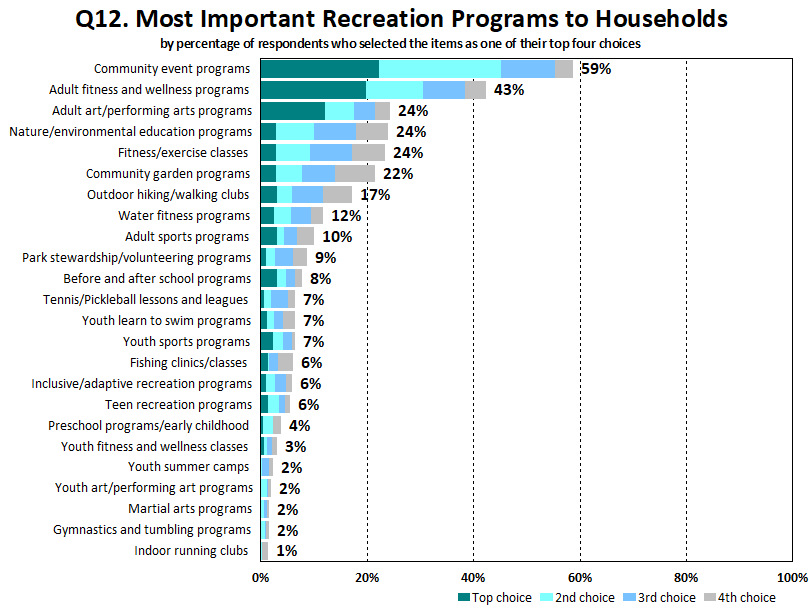 Q12. Most Important Recreation Programs to Households
by percentage of respondents who selected the items as one of their top four choices
Community event programs 59%
Adult fitness and wellness programs 43%
Adult art/performing arts programs 24%
Nature/environmental education programs 24%
Fitness/exercise classes 24%
Community garden programs 22%
Outdoor hiking/walking clubs 17%
Water fitness programs 12%
Adult sports programs 10%
Park stewardship/volunteering programs 9%
Before and after school programs 8%
Tennis/Pickleball lessons and leagues 7%
Youth learn to swim programs 7%
Youth sports programs 7%
Fishing clinics/classes 6%
Inclusive/adaptive recreation programs 6%
Teen recreation programs 6%
Preschool programs/early childhood 4%
Youth fitness and wellness classes 3%
Youth summer camps 2%
Youth art/performing art programs 2%
Martial arts programs 2%
Gymnastics and tumbling programs 2%
Indoor running clubs 1%
0% 20% 40% 60% 80% 100%
Top choice 2nd choice 3rd choice 4th choice